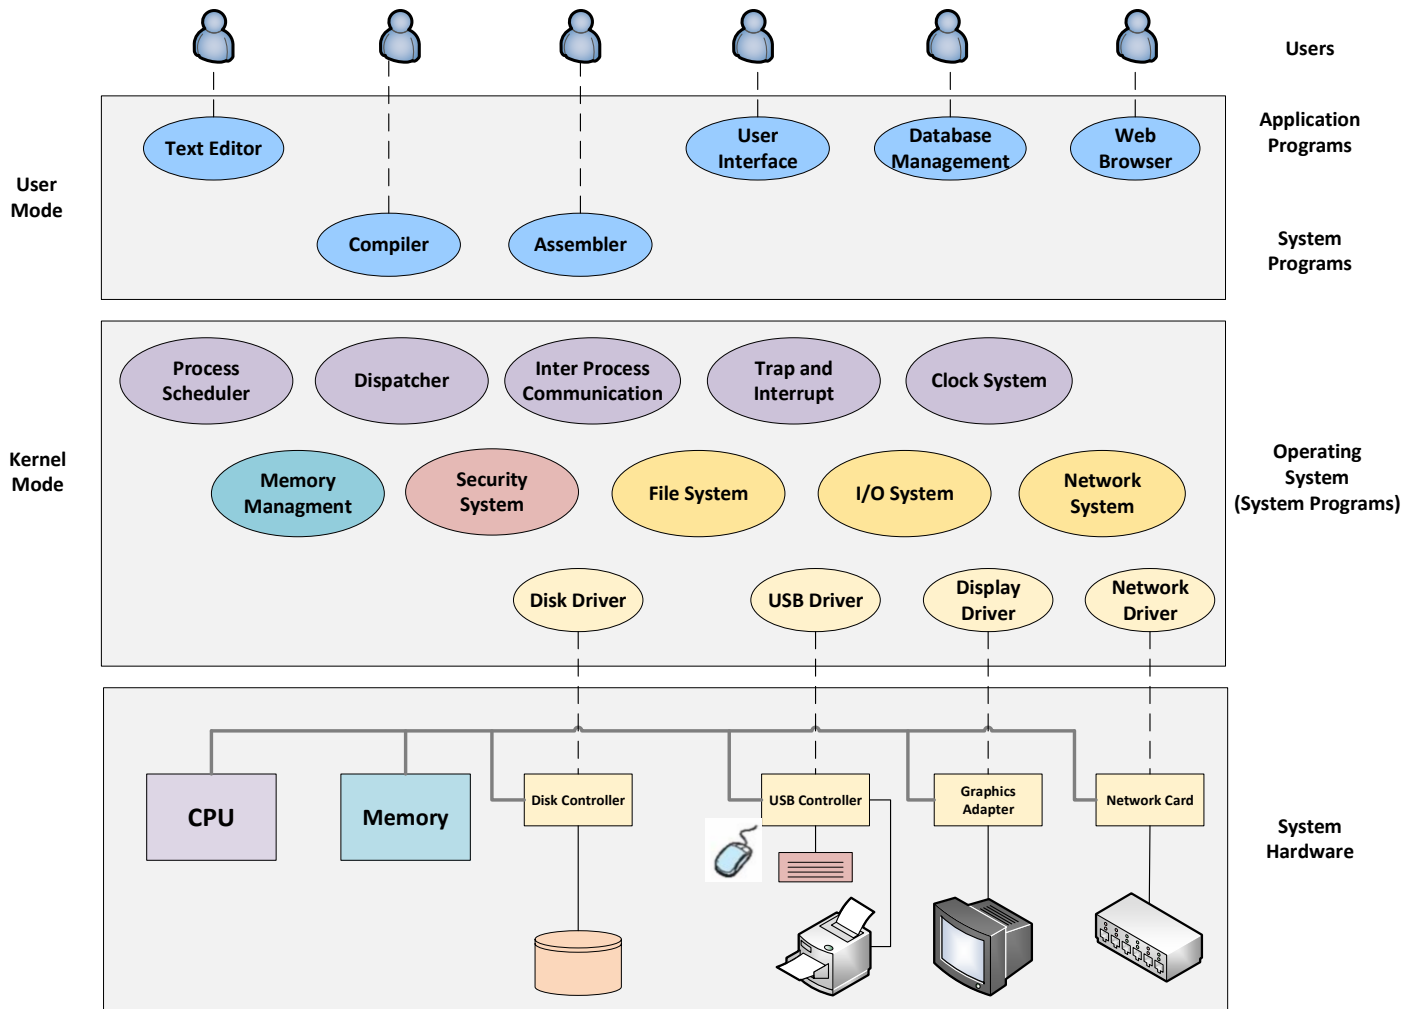 Users
Application
Programs
Text Editor
User
Interface
Database
Management
Web
Browser
User
Mode
Compiler
Assembler
System
Programs
Process
Scheduler
Dispatcher
Inter Process
Communication
Trap and
Interrupt
Clock System
Kernel
Mode
Memory
Managment
Security
System
File System
I/O System
Network
System
Operating
System
(System Programs)
Disk Driver
USB Driver
Display
Driver
Network
Driver
CPU
Memory
Disk Controller
USB Controller
Graphics
Adapter
Network Card
System
Hardware